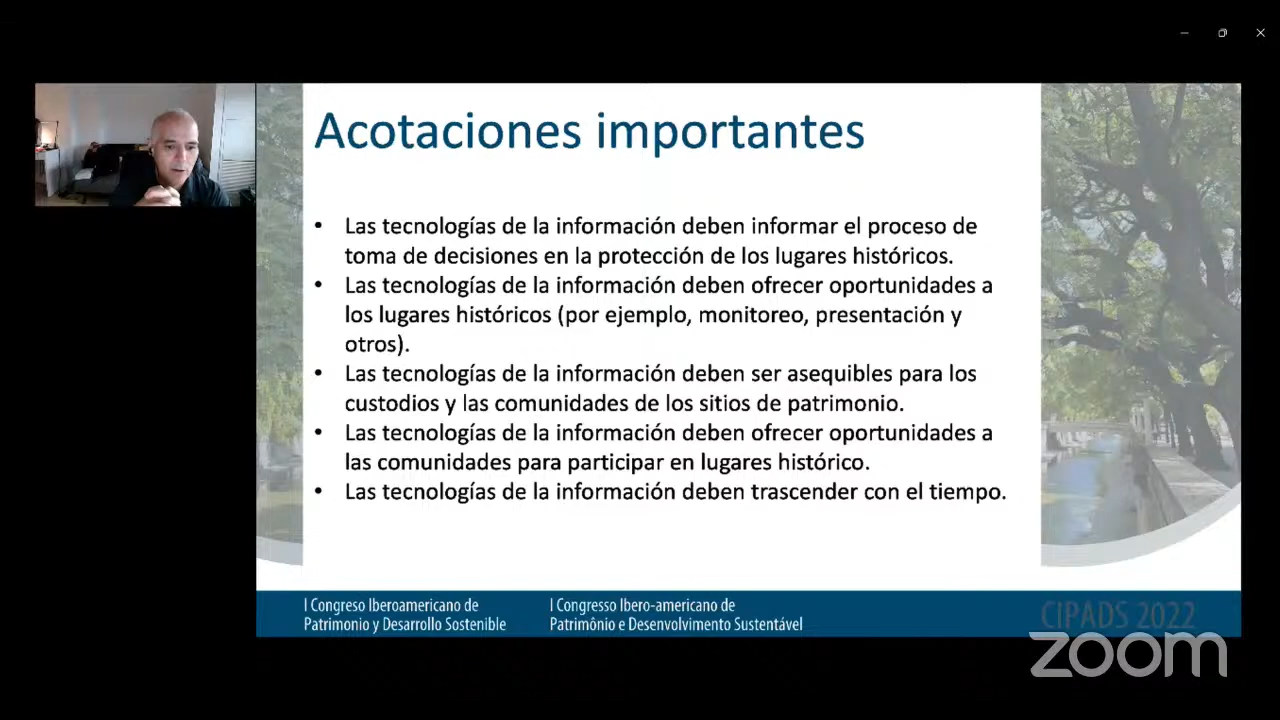 Acotaciones importantes
• Las tecnologías de la información deben informar el proceso de
toma de decisiones en la protección de los lugares históricos.
• Las tecnologías de la información deben ofrecer oportunidades a
los lugares históricos (por ejemplo, monitoreo, presentación y
otros).
• Las tecnologías de la información deben ser asequibles para los
custodios y las comunidades de los sitios de patrimonio.
• Las tecnologías de la información deben ofrecer oportunidades a
las comunidades para participar en lugares histórico.
• Las tecnologías de la información deben trascender con el tiempo.
I Congreso Iberoamericano de
Patrimonio y Desarrollo Sostenible
I Congresso Ibero-americano de
Patrimônio e Desenvolvimento Sustentável
CIPADS 2022
zoom